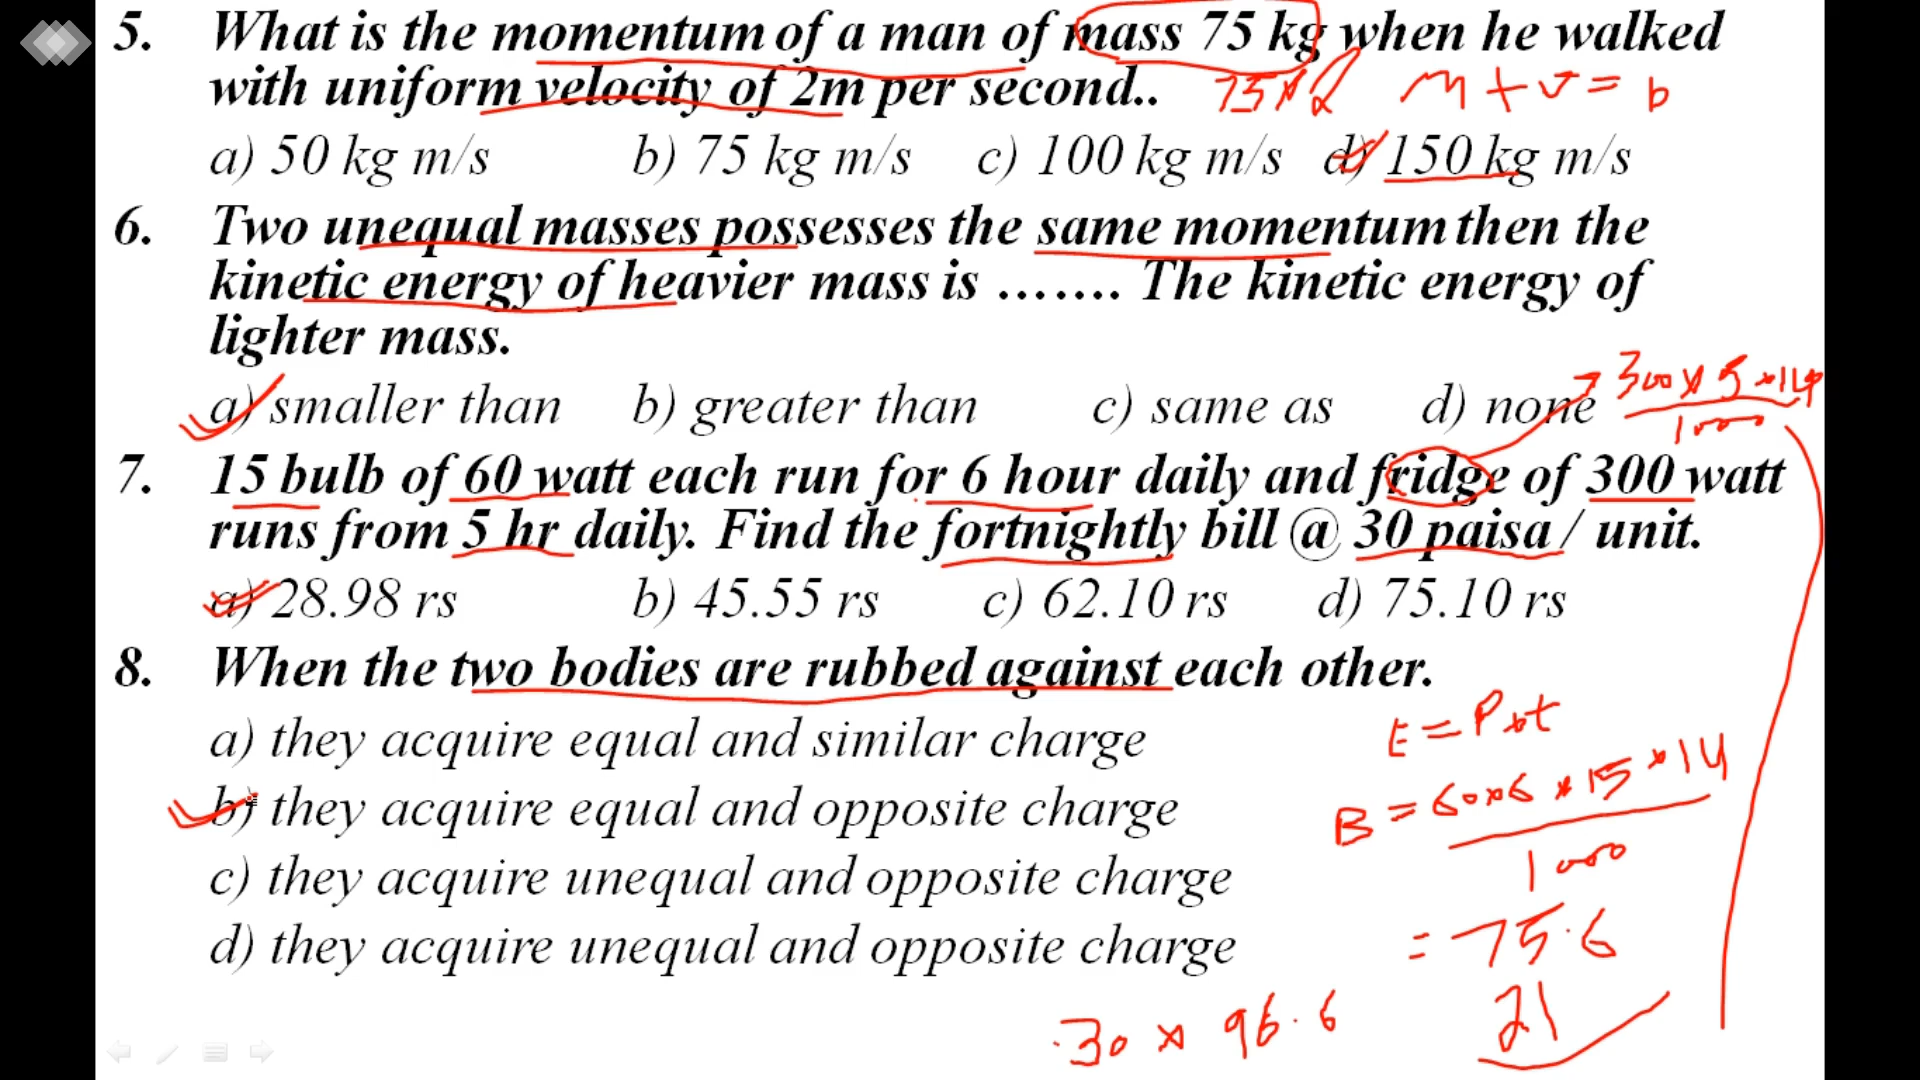 5. What is the momentum of a man of mass 75 kg when he walked
with uniform velocity of 2m per second..
75 x 2 m + v = b
a) 50 kg m/s b) 75 kg m/s c) 100 kg m/s d) 150 kg m/s
6. Two unequal masses possesses the same momentum then the
kinetic energy of heavier mass is ……. The kinetic energy of
lighter mass.
300 x 5 x 14
1000
a) smaller than b) greater than c) same as d) none
7. 15 bulb of 60 watt each run for 6 hour daily and fridge of 300 watt
runs from 5 hr daily. Find the fortnightly bill @ 30 paisa / unit.
a) 28.98 rs b) 45.55 rs c) 62.10 rs d) 75.10 rs
8. When the two bodies are rubbed against each other.
a) they acquire equal and similar charge
E = P x t
b) they acquire equal and opposite charge
B = 60 x 6 x 15 x 14
1000
c) they acquire unequal and opposite charge
d) they acquire unequal and opposite charge
= 75.6
21
.30 x 96.6